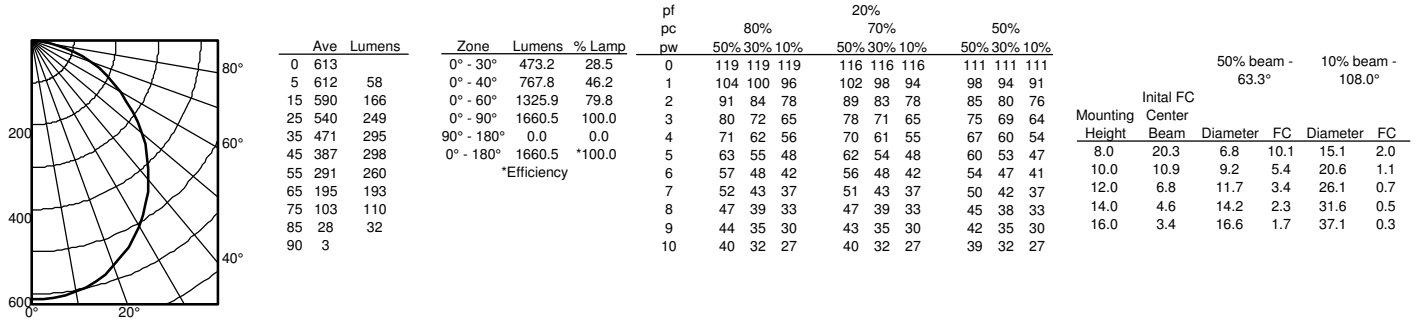 80°
60°
40°
20°
0°
200
400
600
Ave Lumens
0 613
5 612 58
15 590 166
25 540 249
35 471 295
45 387 298
55 291 260
65 195 193
75 103 110
85 28 32
90 3
Zone Lumens % Lamp
0° - 30° 473.2 28.5
0° - 40° 767.8 46.2
0° - 60° 1325.9 79.8
0° - 90° 1660.5 100.0
90° - 180° 0.0 0.0
0° - 180° 1660.5 *100.0
*Efficiency
pf 20%
pc 80% 70% 50%
pw 50% 30% 10% 50% 30% 10% 50% 30% 10%
0 119 119 119 116 116 116 111 111 111
1 104 100 96 102 98 94 98 94 91
2 91 84 78 89 83 78 85 80 76
3 80 72 65 78 71 65 75 69 64
4 71 62 56 70 61 55 67 60 54
5 63 55 48 62 54 48 60 53 47
6 57 48 42 56 48 42 54 47 41
7 52 43 37 51 43 37 50 42 37
8 47 39 33 47 39 33 45 38 33
9 44 35 30 43 35 30 42 35 30
10 40 32 27 40 32 27 39 32 27
50% beam - 10% beam -
63.3° 108.0°
Inital FC
Mounting Center
Height Beam Diameter FC Diameter FC
8.0 20.3 6.8 10.1 15.1 2.0
10.0 10.9 9.2 5.4 20.6 1.1
12.0 6.8 11.7 3.4 26.1 0.7
14.0 4.6 14.2 2.3 31.6 0.5
16.0 3.4 16.6 1.7 37.1 0.3